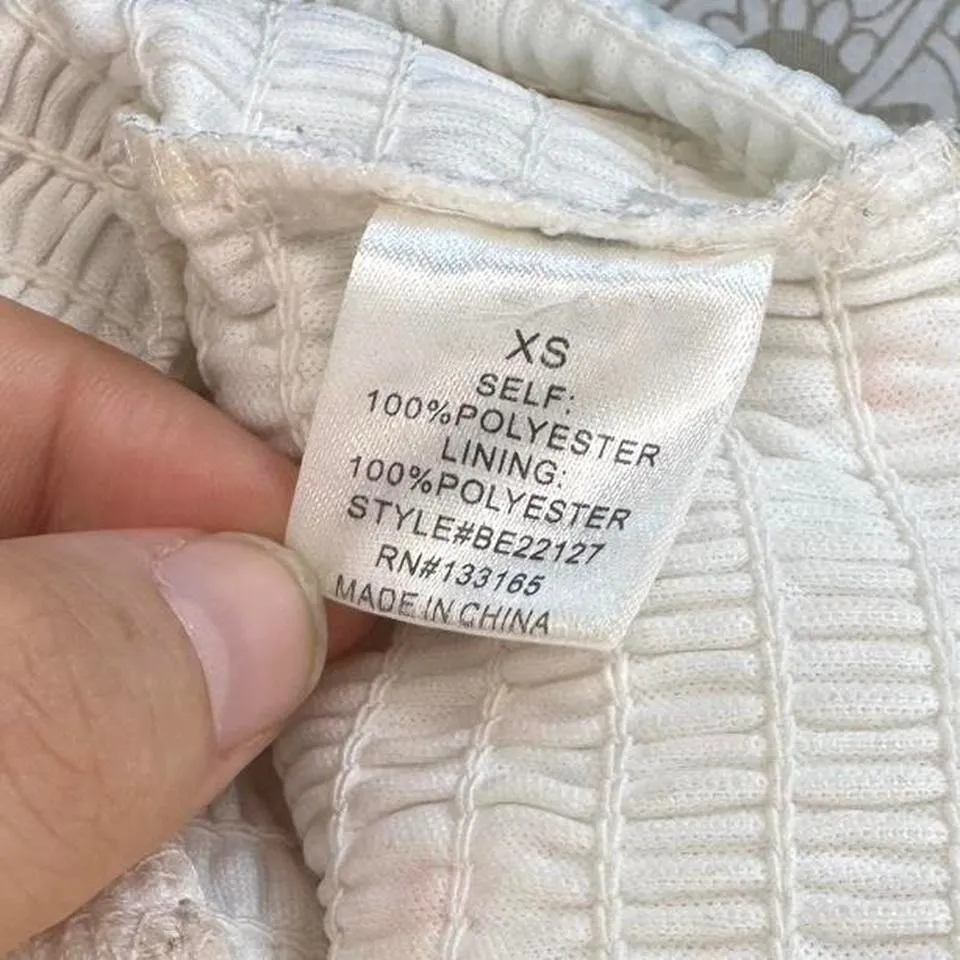 XS
SELF:
100%POLYESTER
LINING:
100%POLYESTER
STYLE#BE22127
RN#133165
MADE IN CHINA